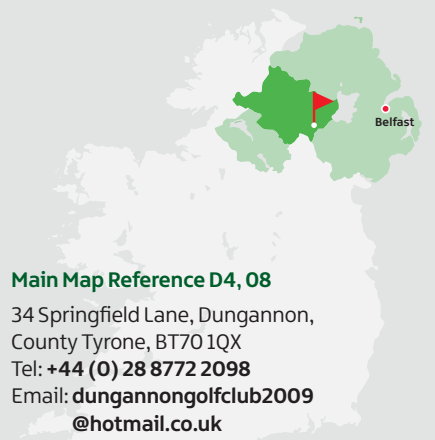 Belfast
Main Map Reference D4, 08
34 Springfield Lane, Dungannon,
County Tyrone, BT70 1QX
Tel: +44 (0) 28 8772 2098
Email: dungannongolfclub2009
@hotmail.co.uk